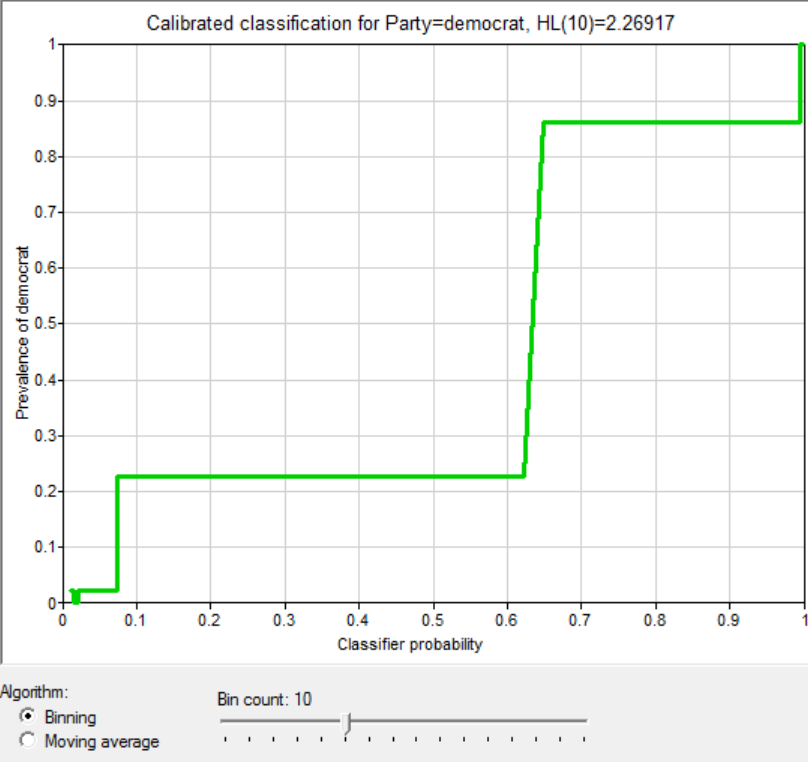 Calibrated classification for Party=democrat, HL(10)=2.26917
Prevalence of democrat
1
0.9
0.8
0.7
0.6
0.5
0.4
0.3
0.2
0.1
0
0 0.1 0.2 0.3 0.4 0.5 0.6 0.7 0.8 0.9 1
Classifier probability
Algorithm:
Binning
Moving average
Bin count: 10